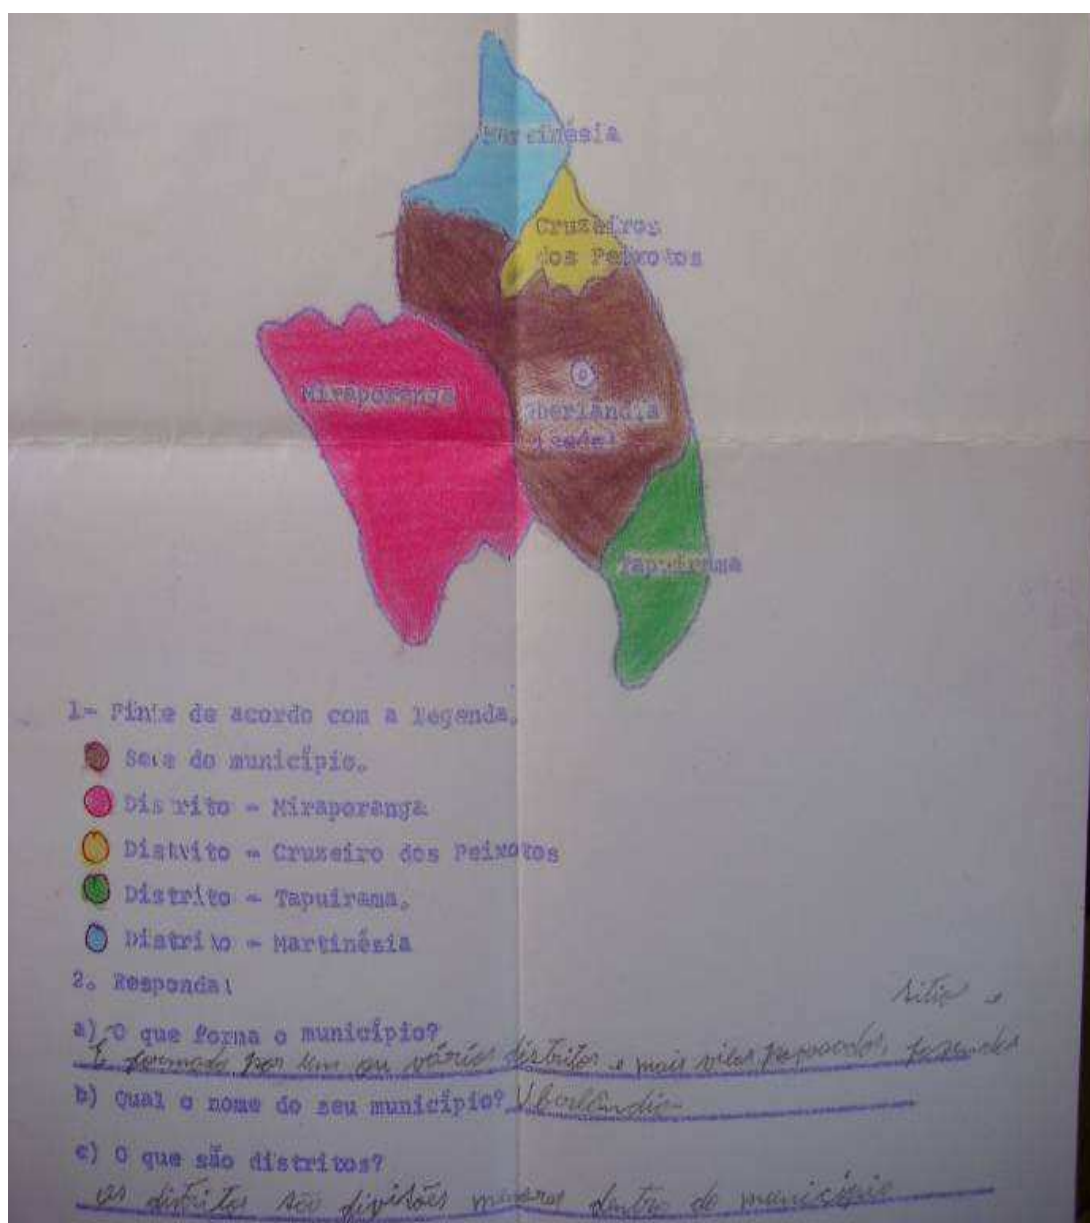 Martinésia
Cruzeiros
dos Peixotos
Miraporanga
Uberlândia
(sede)
Tapuirama
1- Pinte de acordo com a legenda.
Sede do município.
Distrito - Miraporanga
Distrito - Cruzeiro dos Peixotos
Distrito - Tapuirama.
Distrito - Martinésia
2. Responda:
a) O que forma o município?
sitio e
É formado por um ou vários distritos e mais vilas povoados, fazendas
b) Qual o nome do seu município? Uberlândia
c) O que são distritos?
os distritos são divisões menores dentro do município